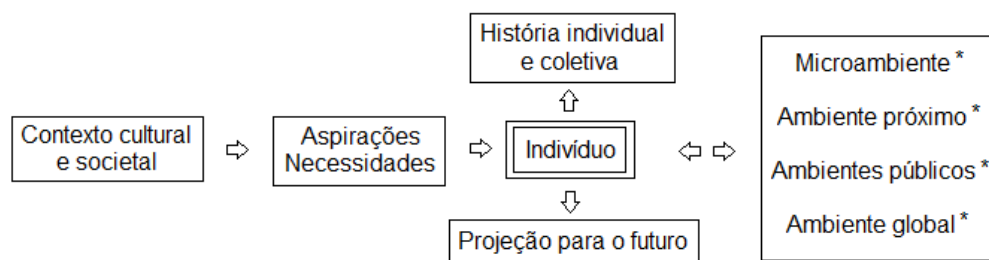 História individual
e coletiva
Microambiente *
Ambiente próximo *
Contexto cultural
e societal
Aspirações
Necessidades
Indivíduo
Ambientes públicos *
Ambiente global *
Projeção para o futuro